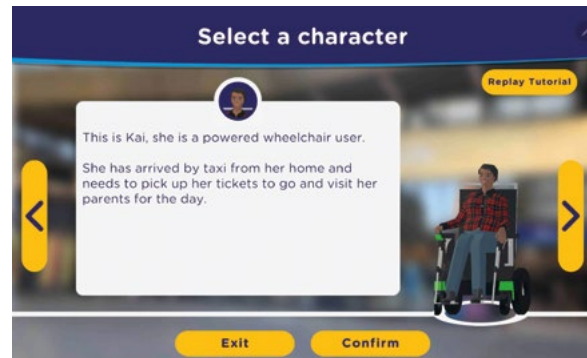 Select a character
Replay Tutorial
This is Kai, she is a powered wheelchair user.
She has arrived by taxi from her home and
needs to pick up her tickets to go and visit her
parents for the day.
Exit
Confirm